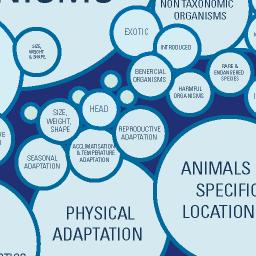 NON TAXONOMIC
ORGANISMS
EXOTIC
INTRODUCED
SIZE,
WEIGHT &
SHAPE
BENERCIAL
ORGANISMS
RARE &
ENDANGERED
SPECIES
HARMFUL
ORGANISMS
HEAD
SIZE,
WEIGHT,
SHAPE
REPRODUCTIVE
ADAPTATION
ACCLIMATISATION
& TEMPERATURE
ADAPTATION
SEASONAL
ADAPTATION
ANIMALS
SPECIFIC
LOCATION
PHYSICAL
ADAPTATION